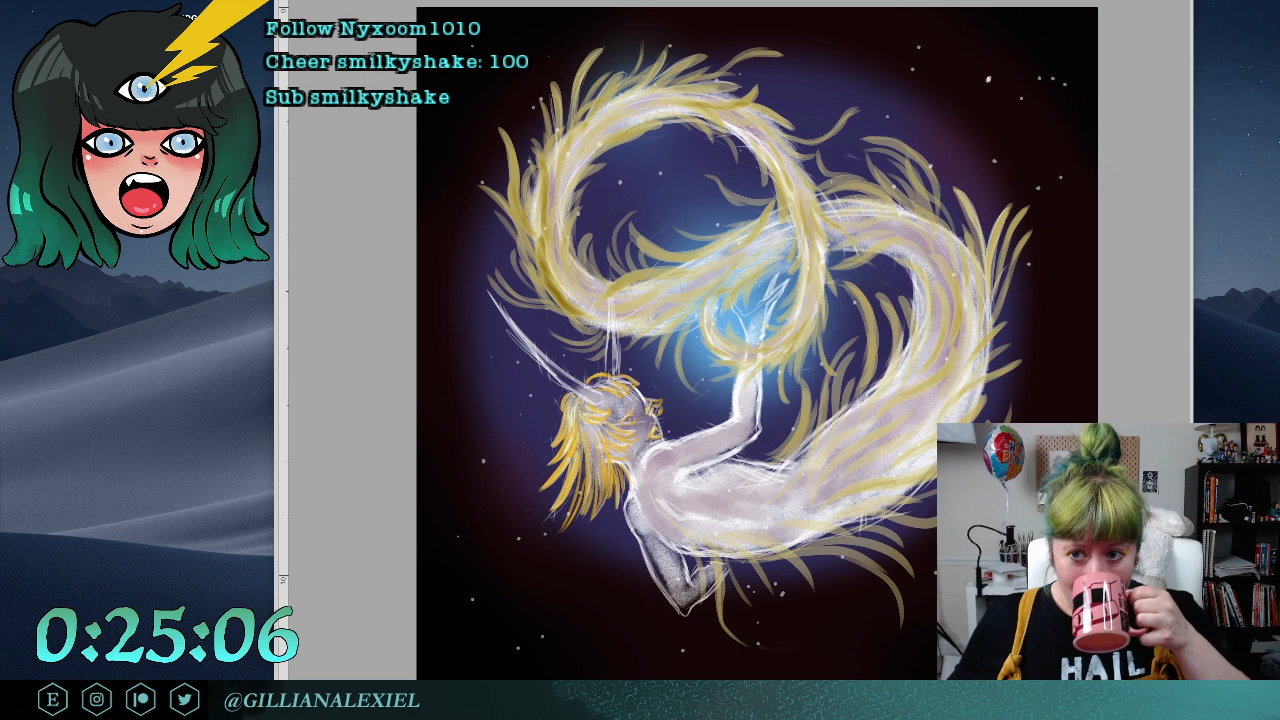 Follow Nyxoom1010
Cheer smilkyshake: 100
Sub smilkyshake
HAIL
0:25:06
E
@GILLIANALEXIEL